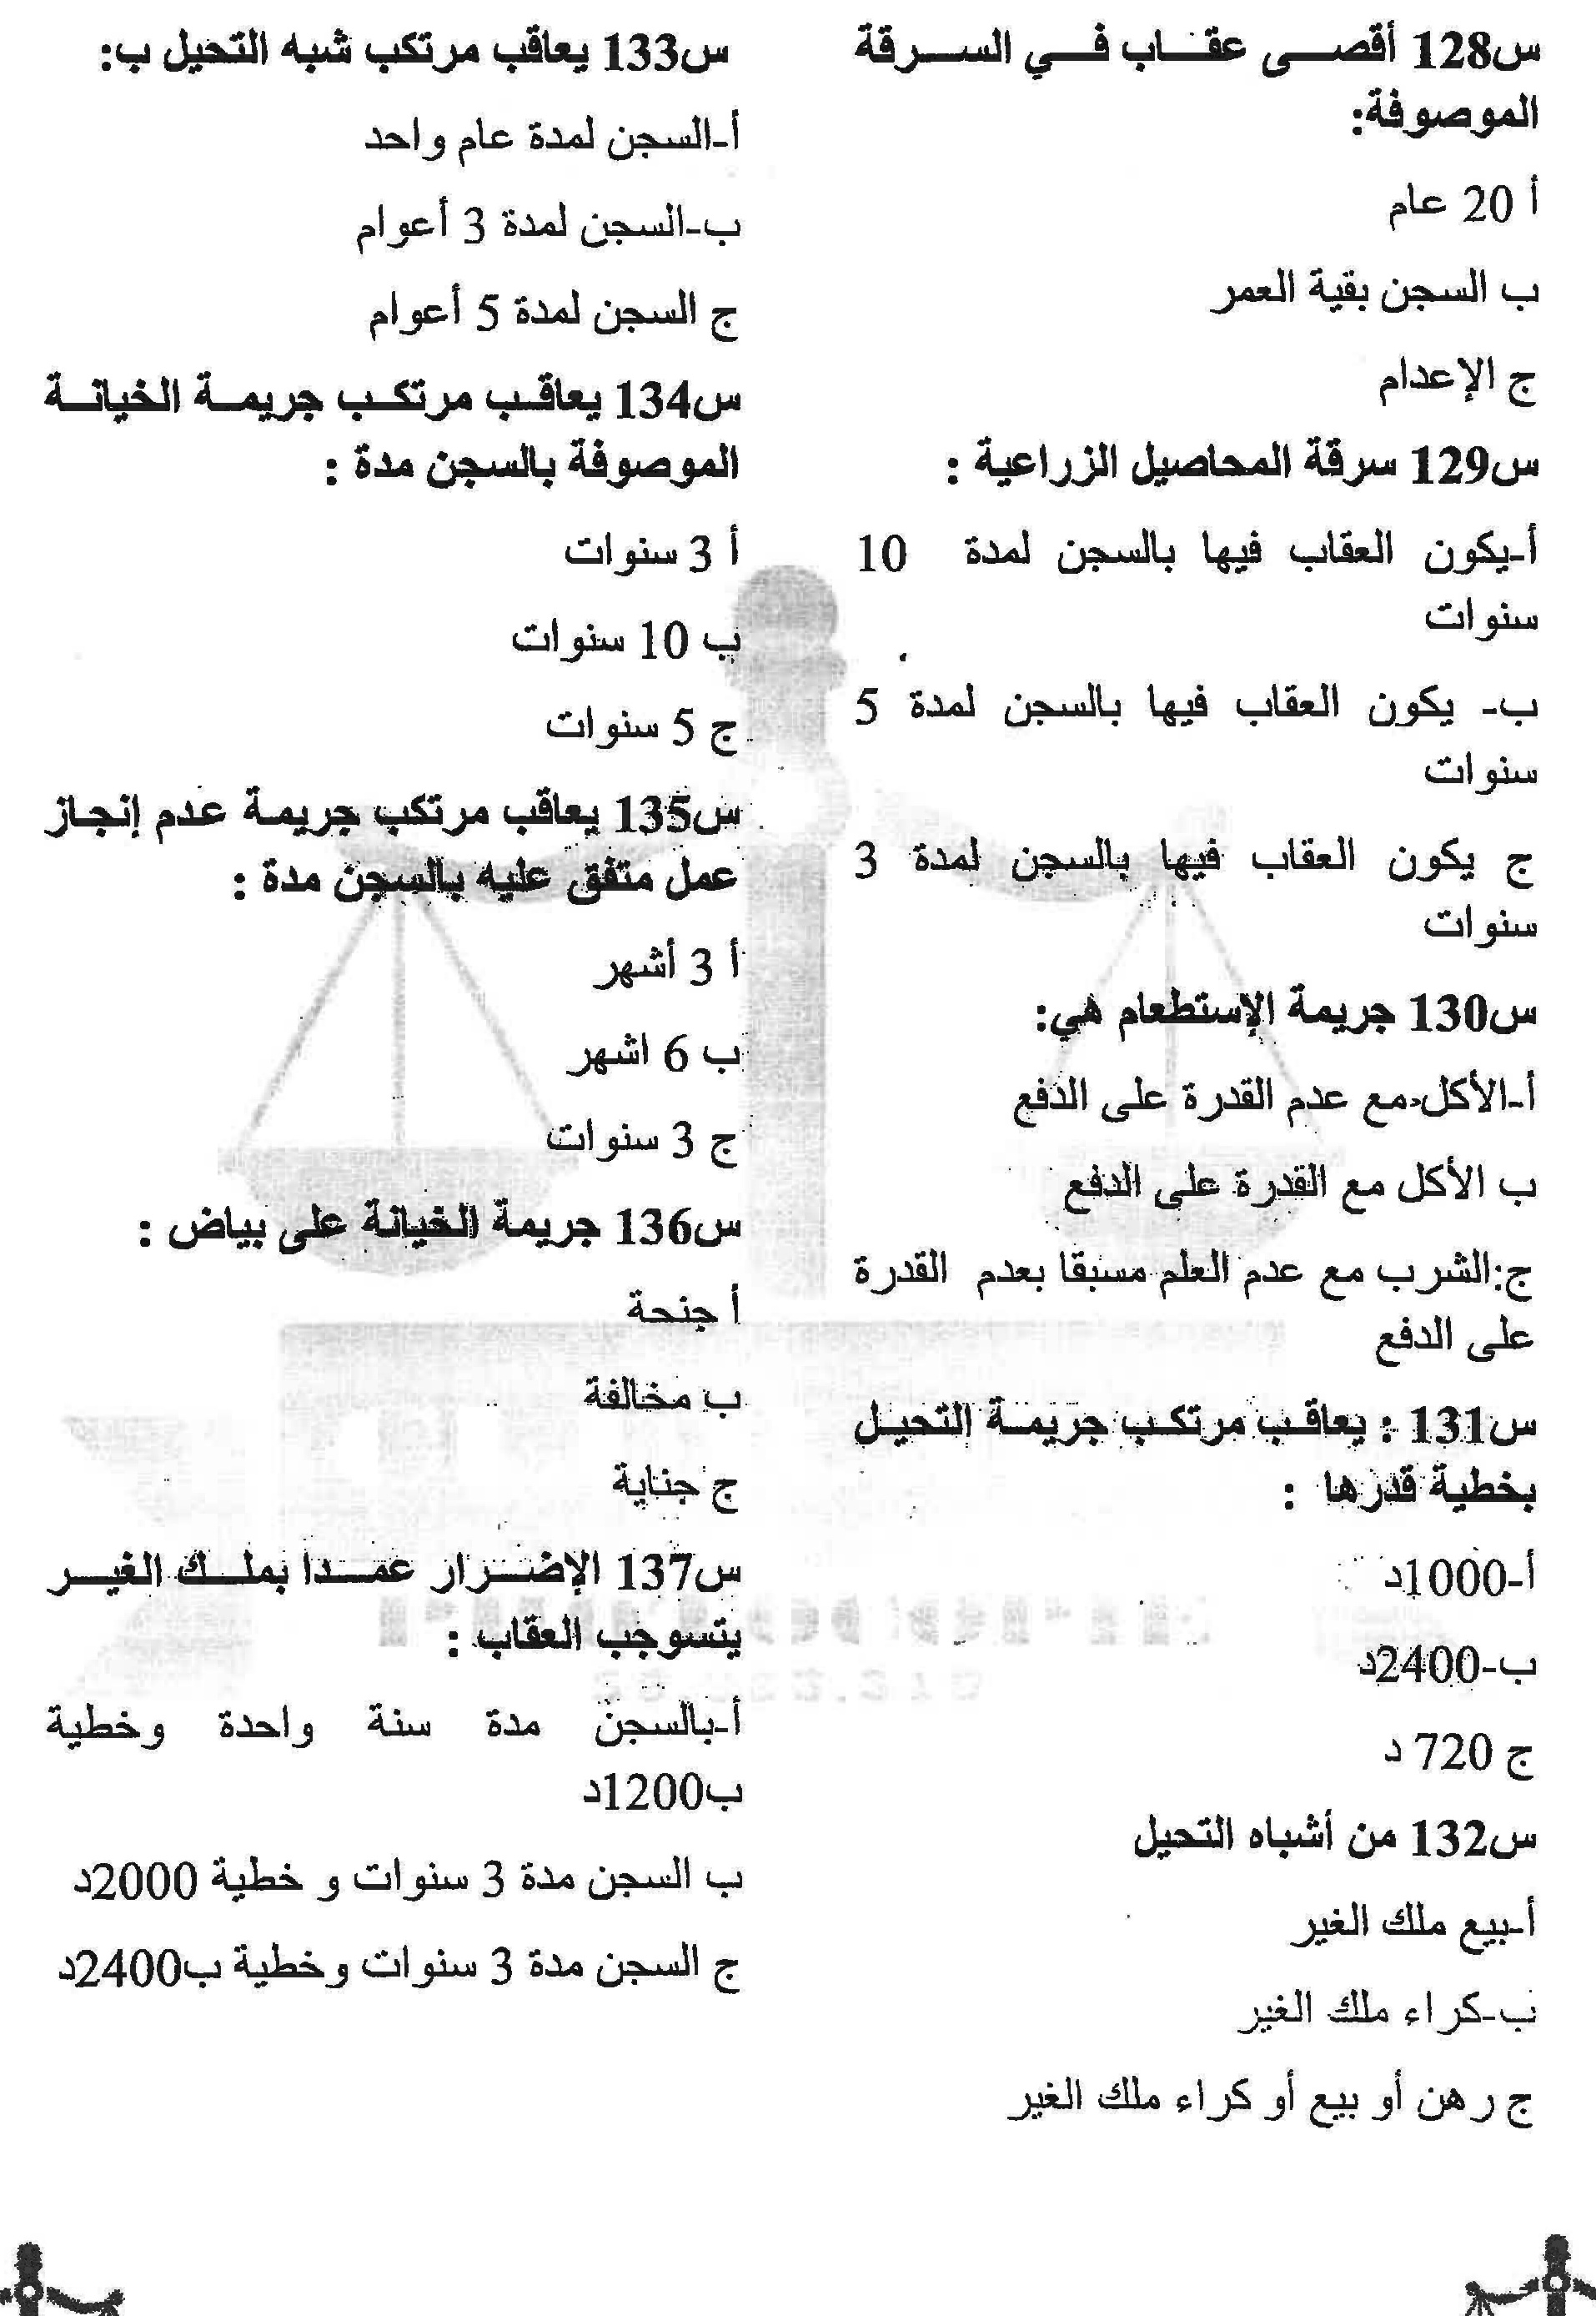 س128 أقصى عقاب في السرقة
الموصوفة:
أ 20 عام
ب السجن بقية العمر
ج الإعدام
س129 سرقة المحاصيل الزراعية :
أ-يكون العقاب فيها بالسجن لمدة 10
سنوات
ب- يكون العقاب فيها بالسجن لمدة 5
سنوات
ج يكون العقاب فيها بالسجن لمدة 3
سنوات
س130 جريمة الإستطعام هي:
أ-الأكل مع عدم القدرة على الدفع
ب الأكل مع القدرة على الدفع
ج:الشرب مع عدم العلم مسبقا بعدم القدرة
على الدفع
س131 : يعاقب مرتكب جريمة التحيل
بخطية قدرها :
أ-1000د
ب-2400د
ج 720 د
س132 من أشباه التحيل
أ-بيع ملك الغير
ب-كراء ملك الغير
ج رهن أو بيع أو كراء ملك الغير
س133 يعاقب مرتكب شبه التحيل ب:
أ-السجن لمدة عام واحد
ب-السجن لمدة 3 أعوام
ج السجن لمدة 5 أعوام
س134 يعاقب مرتكب جريمة الخيانة
الموصوفة بالسجن مدة :
أ 3 سنوات
ب 10 سنوات
ج 5 سنوات
س135 يعاقب مرتكب جريمة عدم إنجاز
عمل متفق عليه بالسجن مدة :
أ 3 أشهر
ب 6 اشهر
ج 3 سنوات
س136 جريمة الخيانة على بياض :
أ جنحة
ب مخالفة
ج جناية
س137 الإضرار عمدا بملك الغير
يتسوجب العقاب :
أ-بالسجن مدة سنة واحدة وخطية
ب1200د
ب السجن مدة 3 سنوات و خطية 2000د
ج السجن مدة 3 سنوات وخطية ب2400د